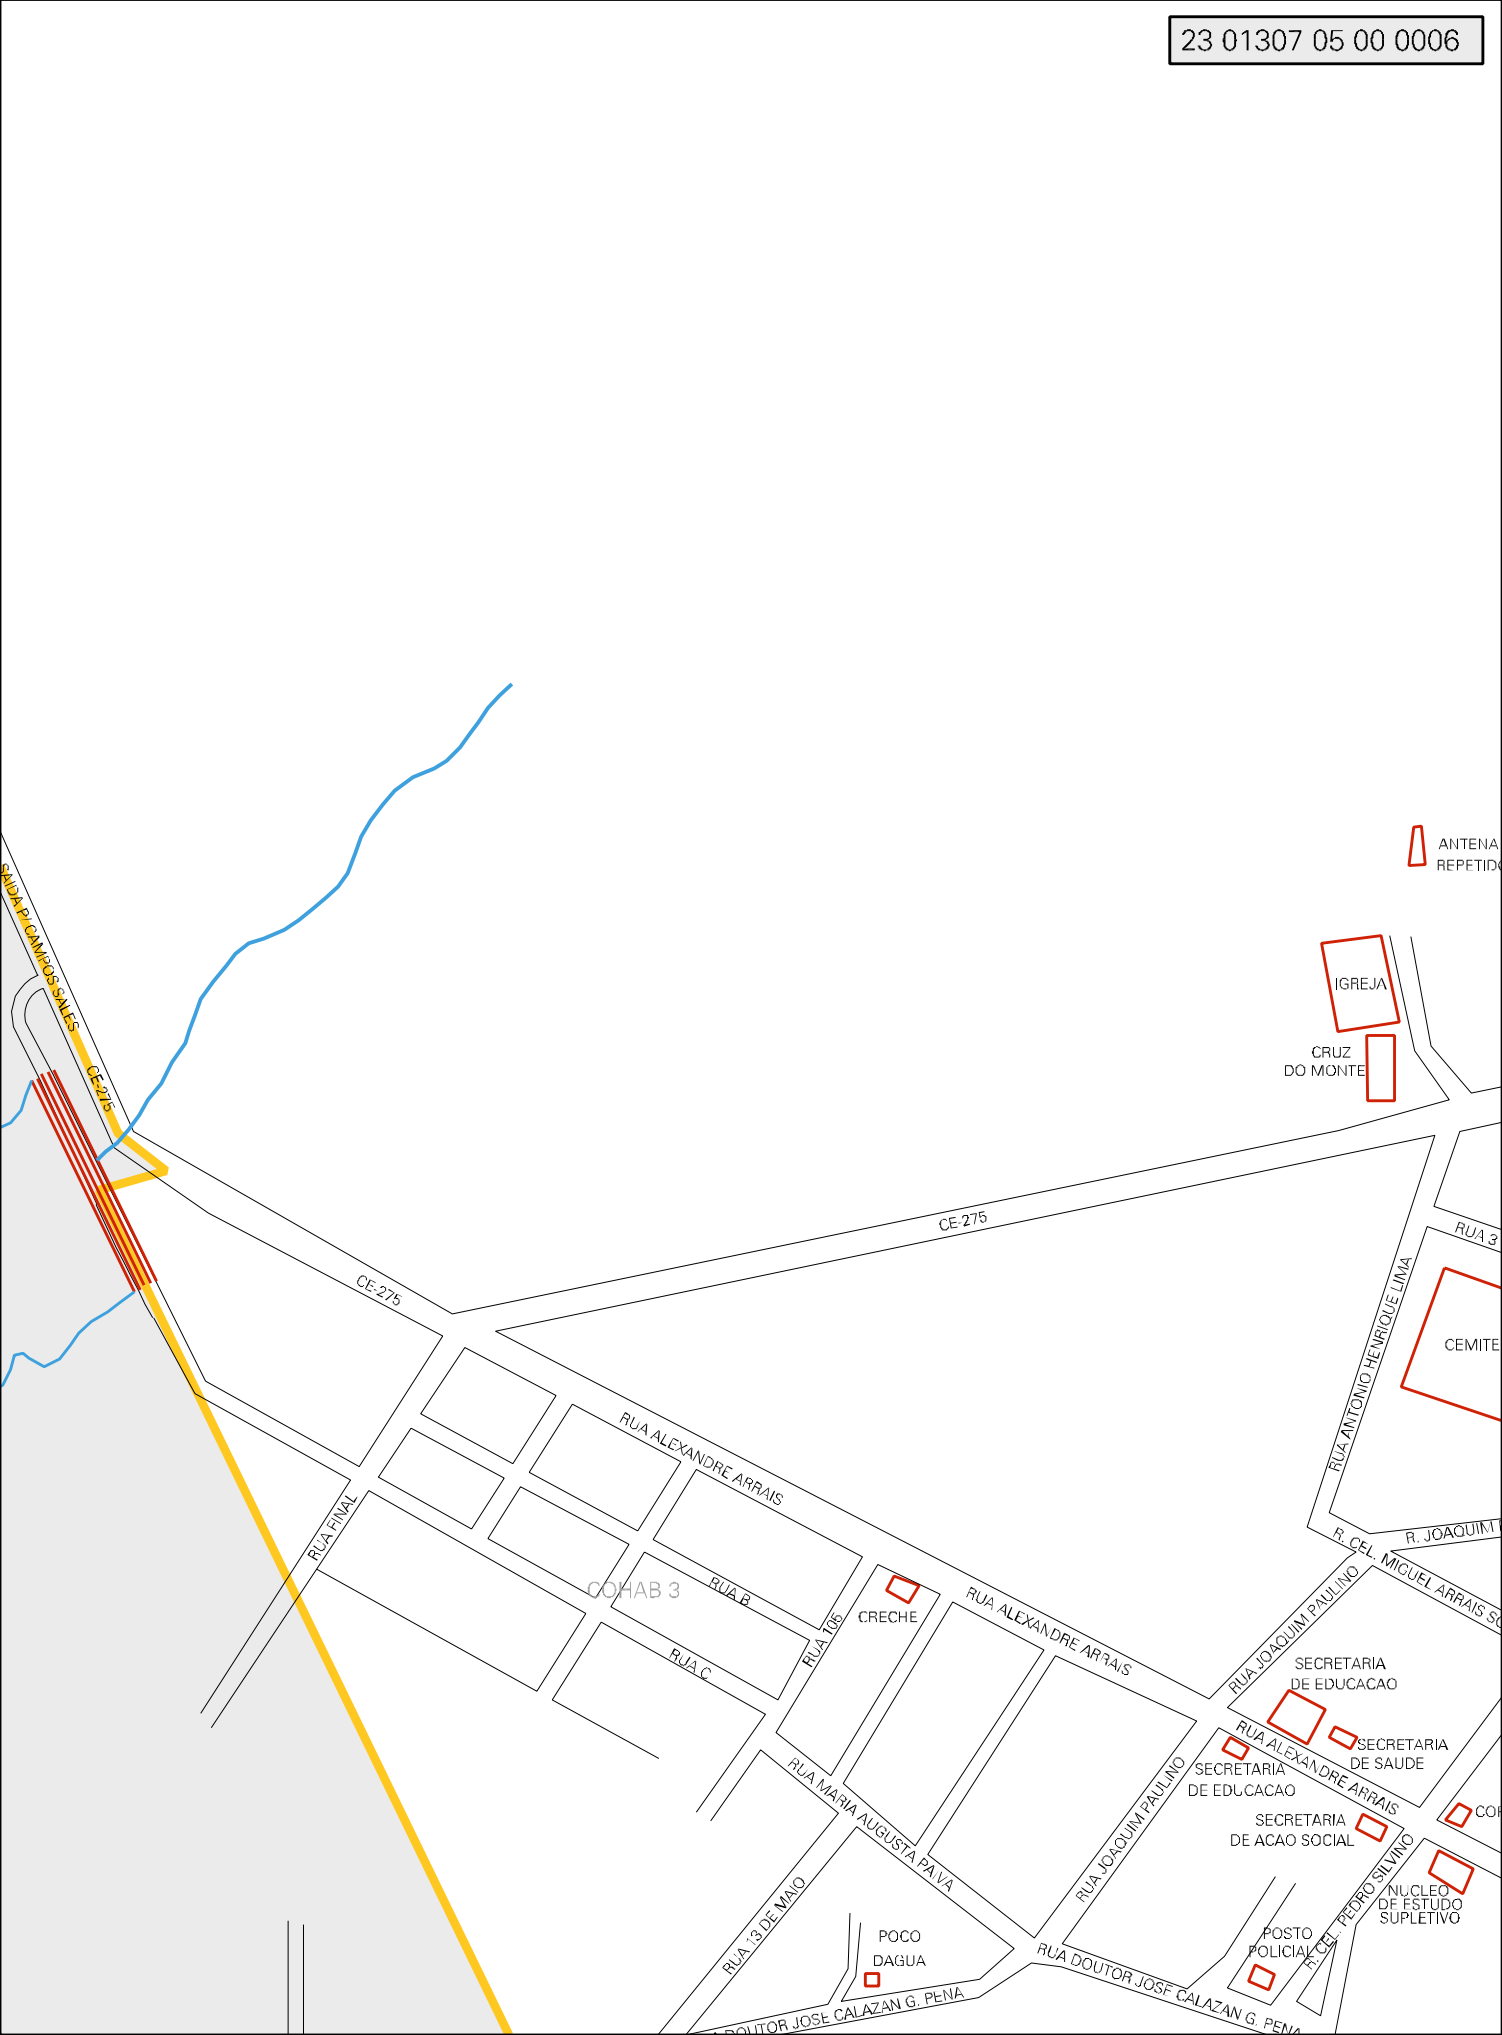 23 01307 05 00 0006
ANTENA
REPETIDO
SAIDA P/ CAMPOS SALES
IGREJA
CRUZ
DO MONTE
CE-275
CE-275
CE-275
RUA 3
RUA ANTONIO HENRIQUE LIMA
CEMITE
RUA ALEXANDRE ARRAIS
RUA FINAL
R. CEL. MIGUEL ARRAIS SO
R. JOAQUIM
COHAB 3
RUA B
RUA 105
CRECHE
RUA ALEXANDRE ARRAIS
RUA JOAQUIM PAULINO
RUA C
SECRETARIA
DE EDUCACAO
SECRETARIA
DE SAUDE
RUA ALEXANDRE ARRAIS
SECRETARIA
DE EDUCACAO
RUA MARIA AUGUSTA PAIVA
RUA JOAQUIM PAULINO
SECRETARIA
DE ACAO SOCIAL
COR
R. CEL. PEDRO SILVINO
NUCLEO
DE ESTUDO
SUPLETIVO
RUA 13 DE MAIO
POCO
DAGUA
POSTO
POLICIAL
RUA DOUTOR JOSE CALAZAN G. PENA
A DOUTOR JOSE CALAZAN G. PENA